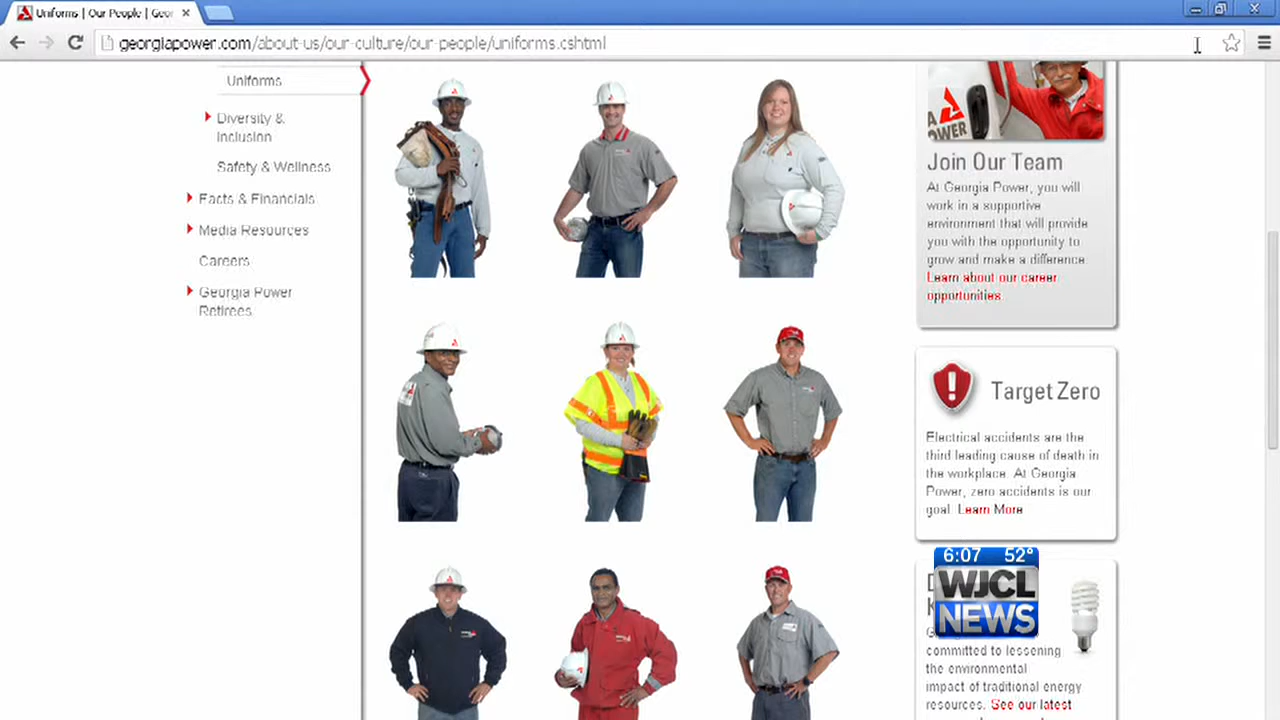 Uniforms | Our People | Geor
georgiapower.com/about-us/our-culture/our-people/uniforms.cshtml
Uniforms
Diversity &
Inclusion
Safety & Wellness
Facts & Financials
Media Resources
Careers
Georgia Power
Retirees
A
OWER
Join Our Team
At Georgia Power, you will
work in a supportive
environment that will provide
you with the opportunity to
grow and make a difference.
Learn about our career
opportunities.
Target Zero
Electrical accidents are the
third leading cause of death in
the workplace. At Georgia
Power, zero accidents is our
goal. Learn More
6:07 52°
WJCL
NEWS
committed to lessening
the environmental
impact of traditional energy
resources. See our latest